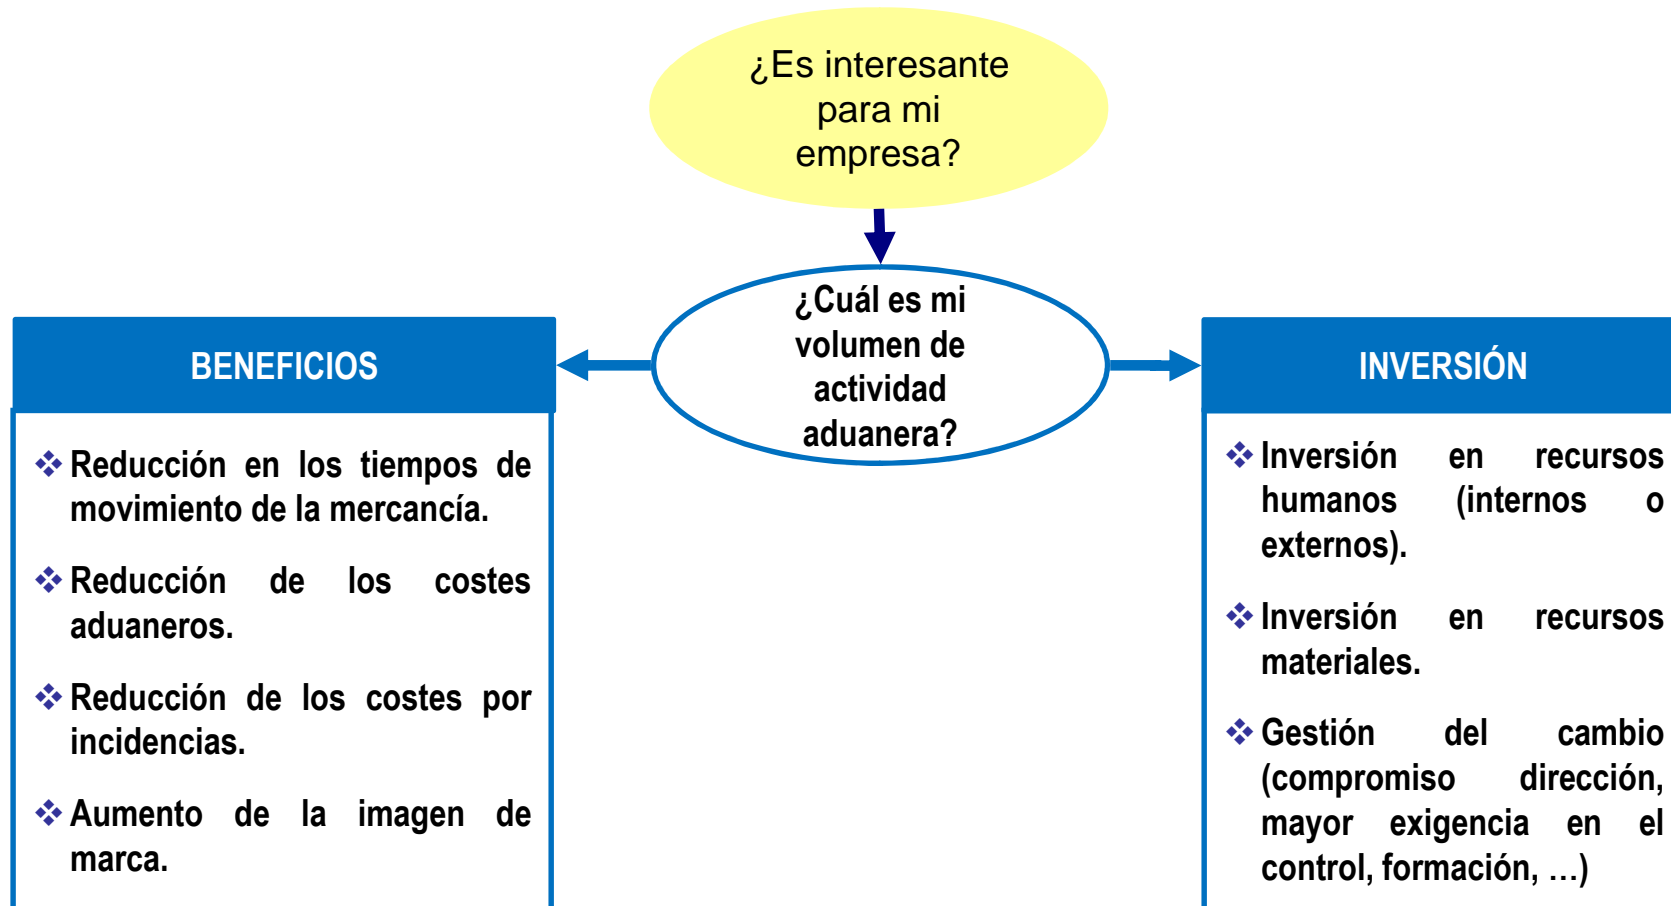 ¿Es interesante
para mi
empresa?
¿Cuál es mi
volumen de
actividad
aduanera?
BENEFICIOS
❖ Reducción en los tiempos de
movimiento de la mercancía.
❖ Reducción de los costes
aduaneros.
❖ Reducción de los costes por
incidencias.
❖ Aumento de la imagen de
marca.
INVERSIÓN
❖ Inversión en recursos
humanos (internos o
externos).
❖ Inversión en recursos
materiales.
❖ Gestión del cambio
(compromiso dirección,
mayor exigencia en el
control, formación, …)